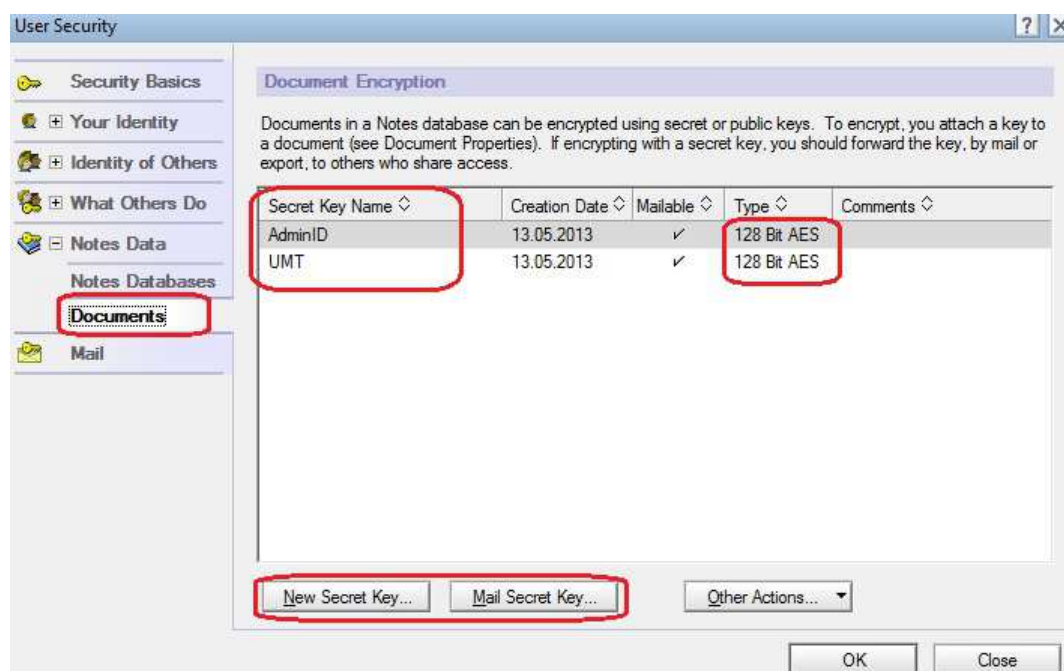 User Security
?
Security Basics
Your Identity
Identity of Others
What Others Do
Notes Data
Notes Databases
Documents
Mail
Document Encryption
Documents in a Notes database can be encrypted using secret or public keys. To encrypt, you attach a key to
a document (see Document Properties). If encrypting with a secret key, you should forward the key, by mail or
export, to others who share access.
Secret Key Name Creation Date Mailable Type Comments
AdminID 13.05.2013 ✓ 128 Bit AES
UMT 13.05.2013 ✓ 128 Bit AES
New Secret Key... Mail Secret Key... Other Actions...
OK Close